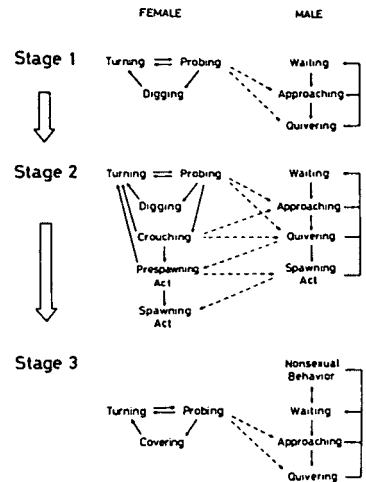 FEMALE MALE
Stage 1
Turning Probing Waiting
Digging Approaching
Quivering
Stage 2
Turning Probing Waiting
Digging Approaching
Crouching Quivering
Prespawning Act Spawning Act
Spawning Act
Stage 3
Nonsexual Behavior
Turning Probing Waiting
Covering Approaching
Quivering